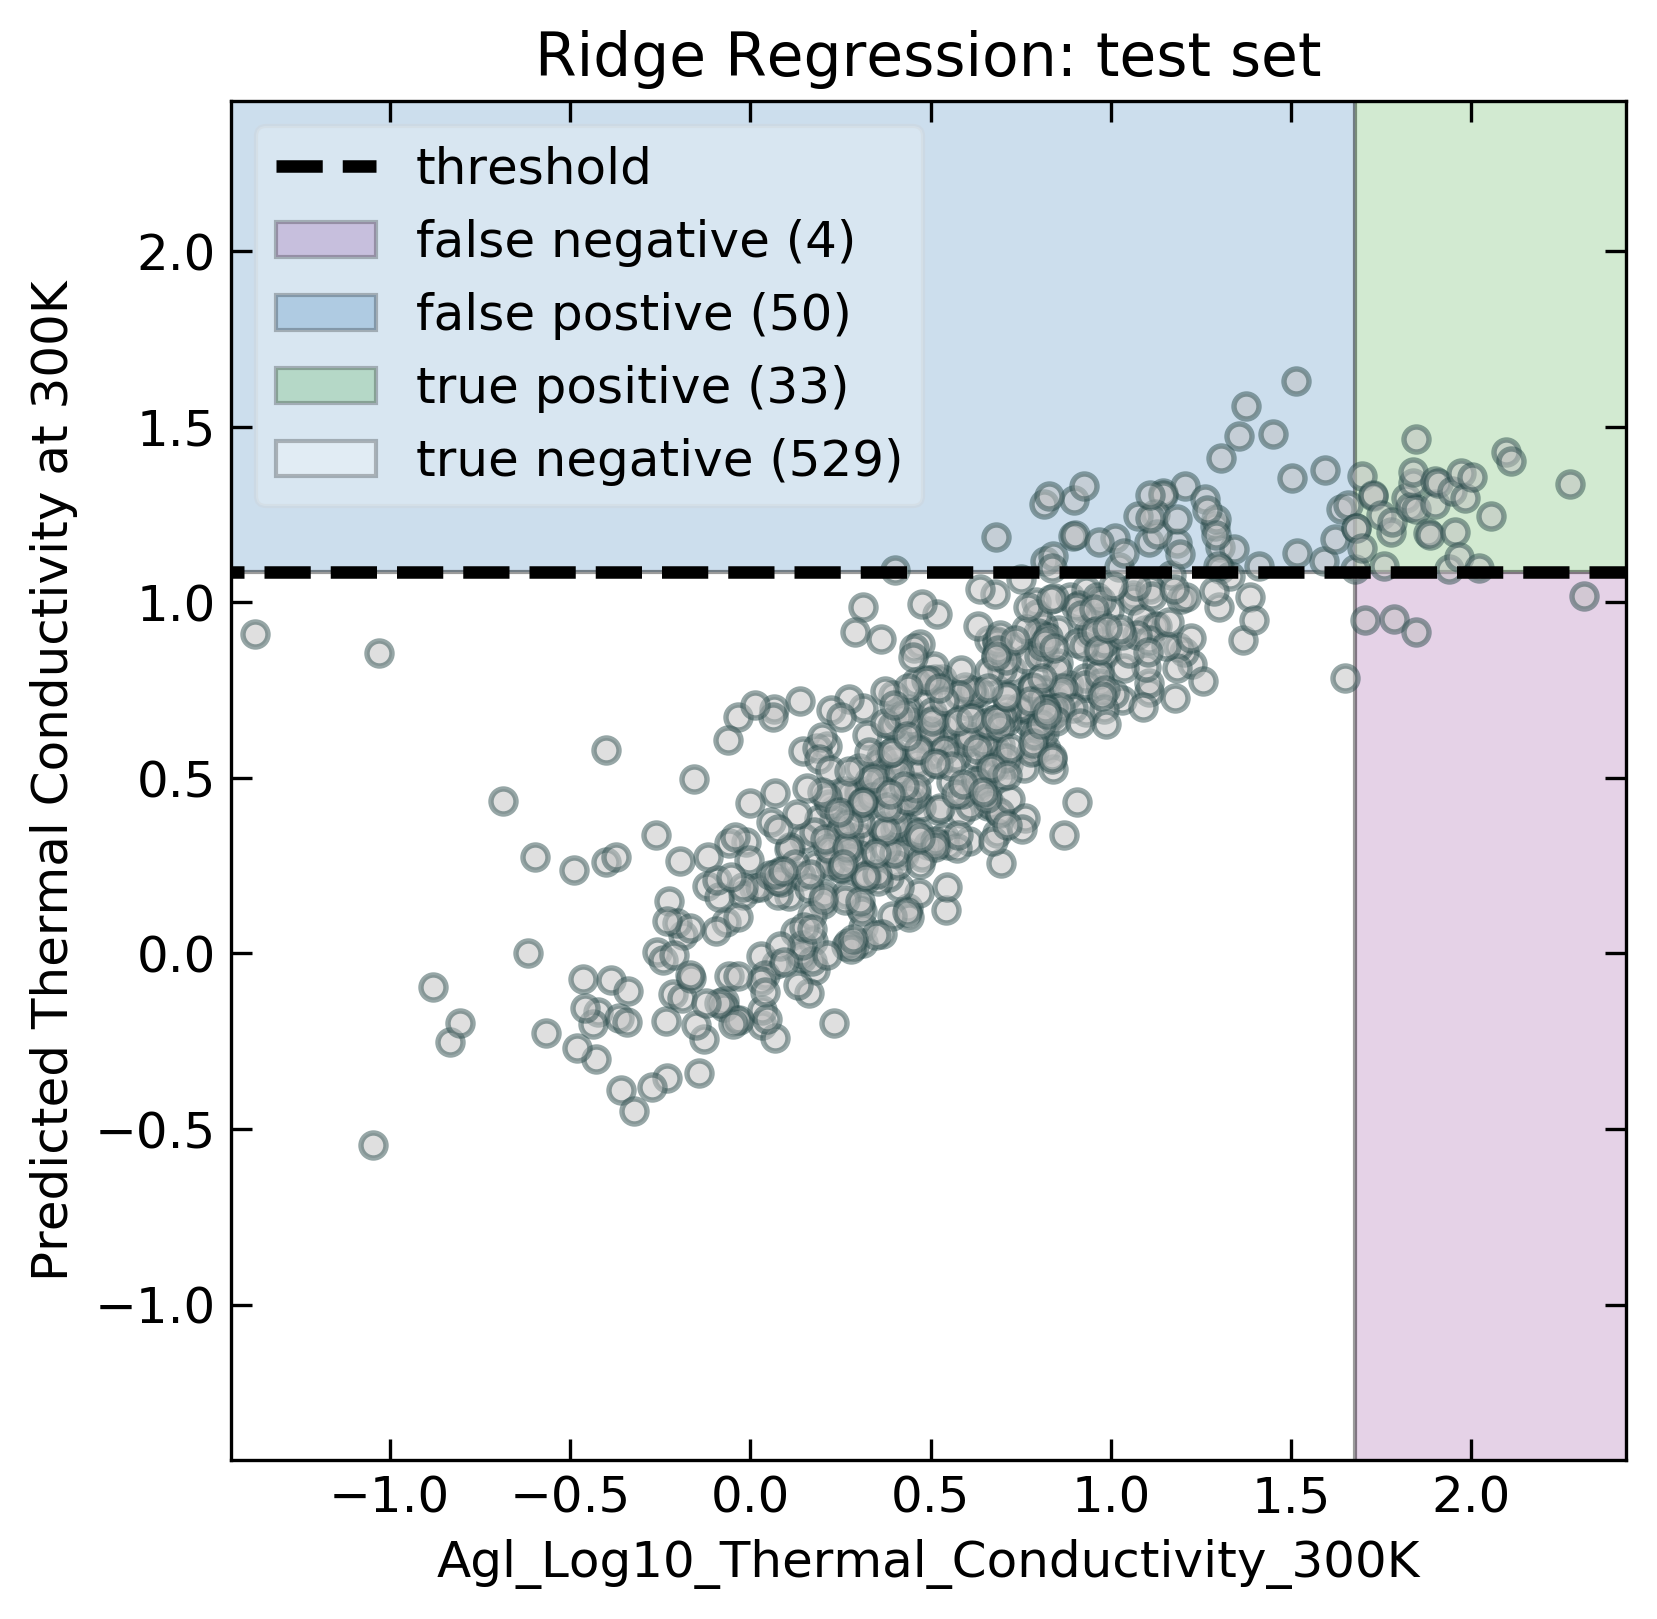 Ridge Regression: test set
threshold
false negative (4)
false postive (50)
true positive (33)
true negative (529)
2.0
1.5
1.0
0.5
0.0
−0.5
−1.0
Predicted Thermal Conductivity at 300K
−1.0 −0.5 0.0 0.5 1.0 1.5 2.0
Agl_Log10_Thermal_Conductivity_300K